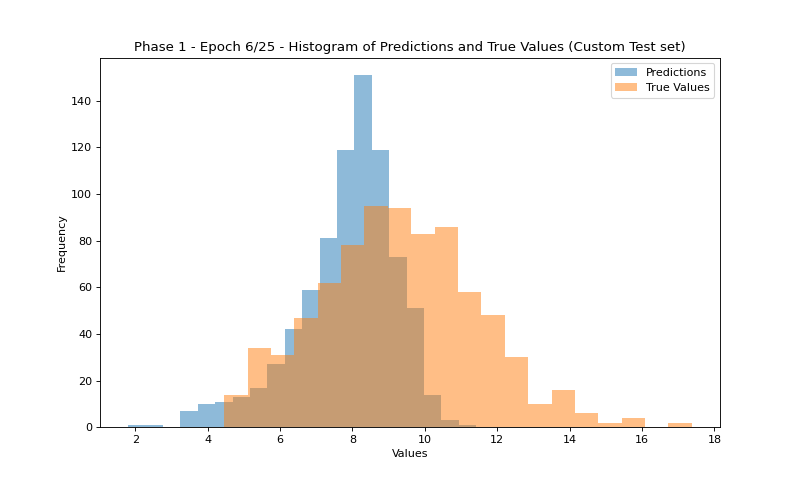 Phase 1 - Epoch 6/25 - Histogram of Predictions and True Values (Custom Test set)
Predictions
True Values
140
120
100
80
60
40
20
0
Frequency
2 4 6 8 10 12 14 16 18
Values